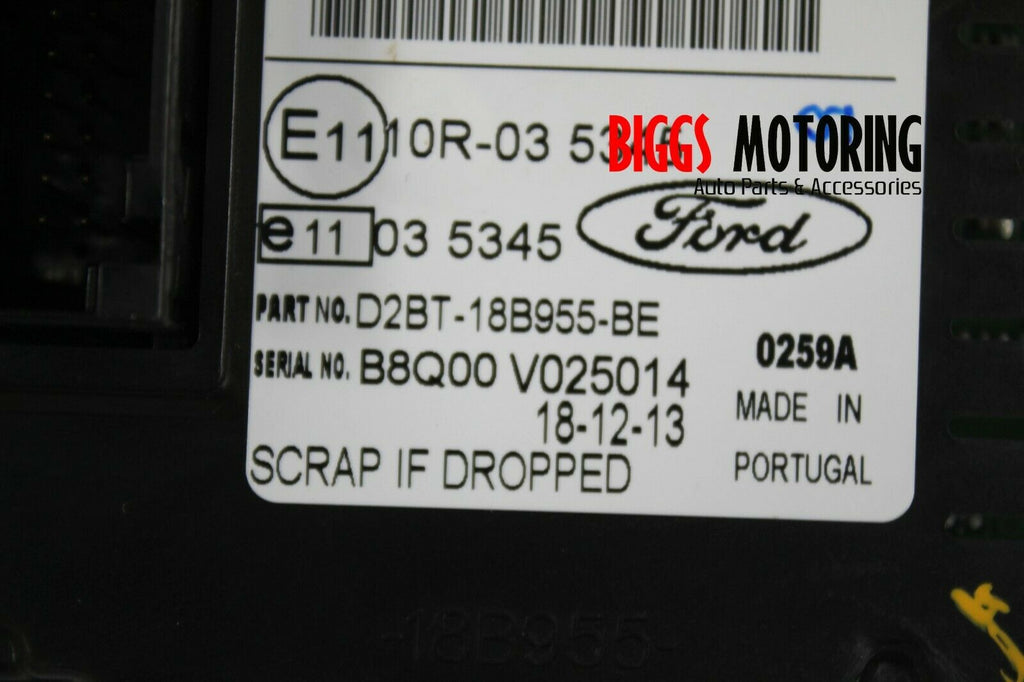 E11 10R-03 5345
BIGGS MOTORING
Auto Parts & Accessories
e11 03 5345
Ford
PART NO. D2BT-18B955-BE
SERIAL NO. B8Q00 V025014
0259A
18-12-13
MADE IN
PORTUGAL
SCRAP IF DROPPED
-18B955-